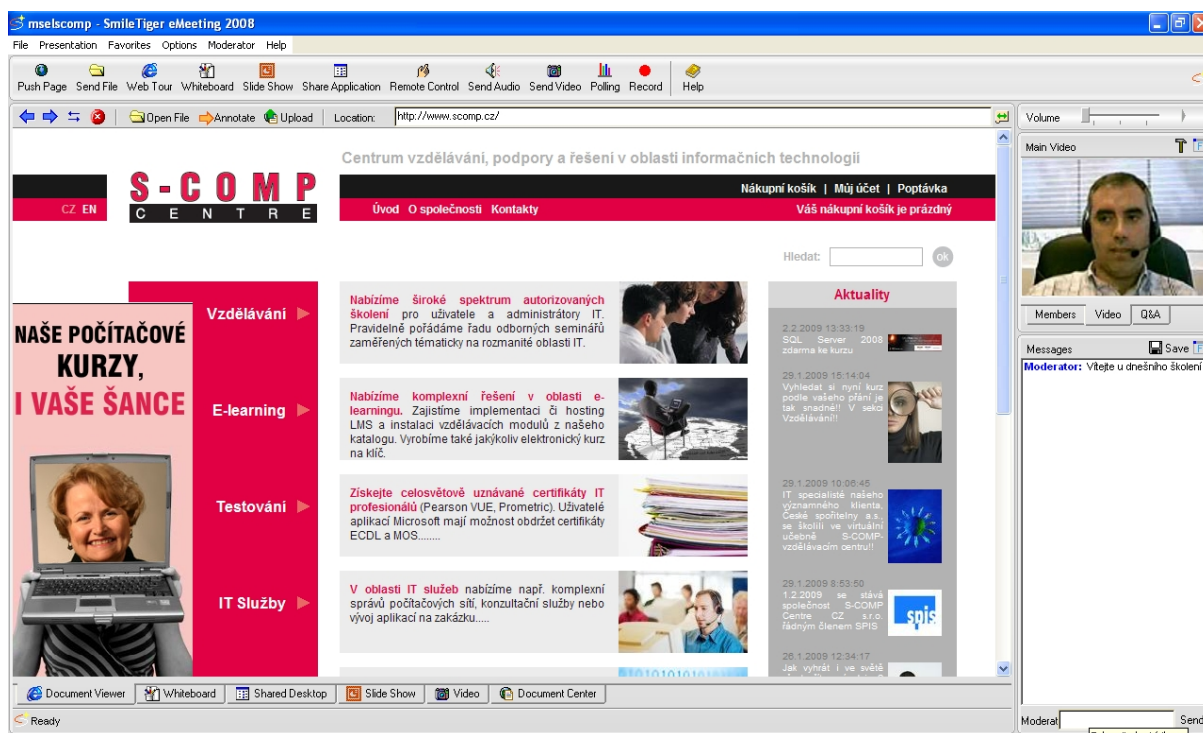 mselscomp - SmileTiger eMeeting 2008
File Presentation Favorites Options Moderator Help
Push Page Send File Web Tour Whiteboard Slide Show Share Application Remote Control Send Audio Send Video Polling Record Help
Open File Annotate Upload Location: http://www.scomp.cz/
Volume
Main Video
Members Video Q&A
Messages Save
Moderator: Vítejte u dnešního školení
Centrum vzdělávání, podpory a řešení v oblasti informačních technologií
S-COMP
CENTRE
CZ EN
Nákupní košík | Můj účet | Poptávka
Úvod O společnosti Kontakty
Váš nákupní košík je prázdný
Hledat: ok
NAŠE POČÍTAČOVÉ
KURZY,
I VAŠE ŠANCE
Vzdělávání
E-learning
Testování
IT Služby
Nabízíme široké spektrum autorizovaných
školení pro uživatele a administrátory IT.
Pravidelně pořádáme řadu odborných seminářů
zaměřených tématicky na rozmanité oblasti IT.
Nabízíme komplexní řešení v oblasti e-
learningu. Zajistíme implementaci či hosting
LMS a instalaci vzdělávacích modulů z našeho
katalogu. Vyrobíme také jakýkoliv elektronický kurz
na klíč.
Získejte celosvětově uznávané certifikáty IT
profesionálů (Pearson VUE, Prometric). Uživatelé
aplikací Microsoft mají možnost obdržet certifikáty
ECDL a MOS........
V oblasti IT služeb nabízíme např. komplexní
správů počítačových sítí, konzultační služby nebo
vývoj aplikací na zakázku.....
Aktuality
2.2.2009 13:33:19
SQL Server 2008
zdarma ke kurzu
29.1.2009 15:14:04
Vyhledat si nyní kurz
podle vašeho přání je
tak snadné!! V sekci
Vzdělávání!!
29.1.2009 10:06:45
IT specialisté našeho
významného klienta,
České spořitelny a.s.,
se školili ve virtuální
učebně S-COMP-
vzdělávacím centru!!
29.1.2009 8:53:50
1.2.2009 se stává
společnost S-COMP
Centre CZ s.r.o.
řádným členem SPIS
spis
26.1.2009 12:34:17
Jak vyhrát i ve světě
Document Viewer Whiteboard Shared Desktop Slide Show Video Document Center
Ready
Moderat Send